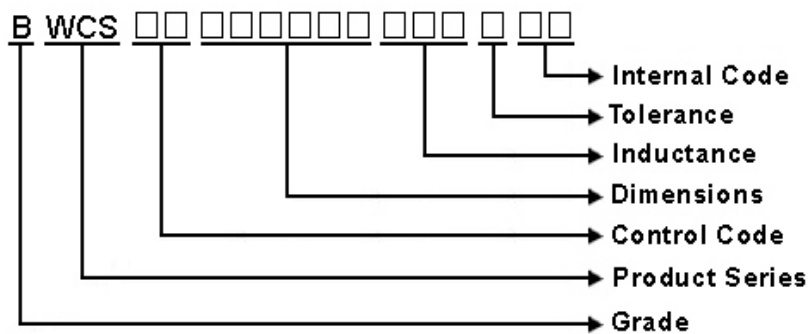 B WCS □□ □□□□□□ □□□ □ □□
Internal Code
Tolerance
Inductance
Dimensions
Control Code
Product Series
Grade